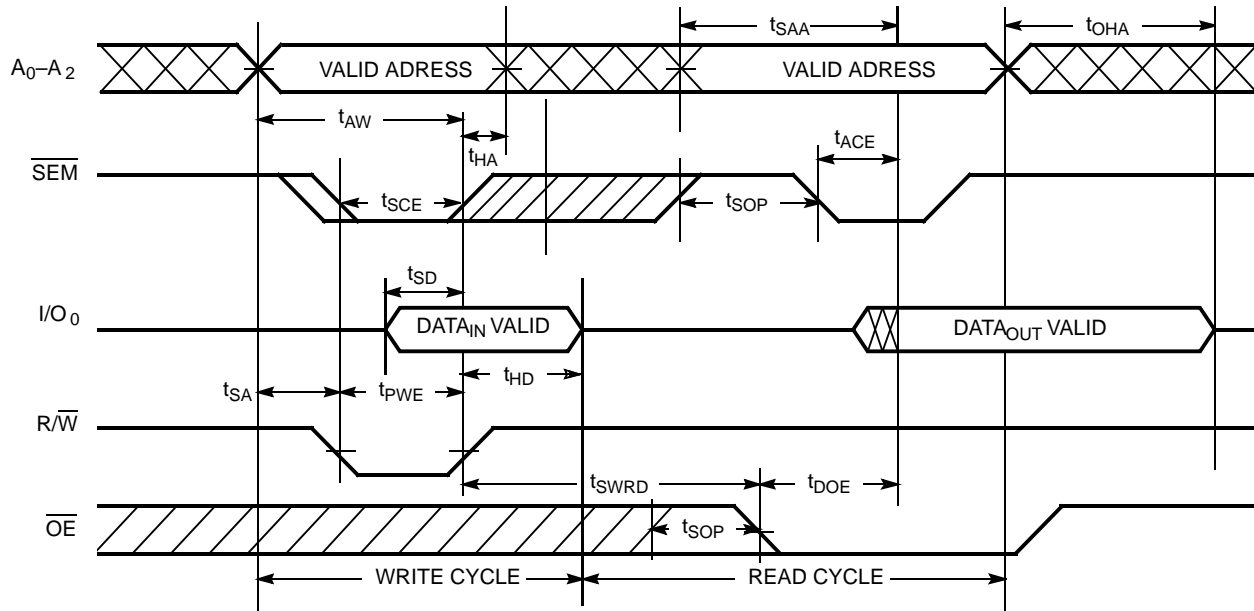 tSAA
tOHA
A0–A2
VALID ADRESS
VALID ADRESS
tAW
tHA
tACE
SEM
tSCE
tSOP
tSD
I/O0
DATAIN VALID
DATAOUT VALID
tSA
tPWE
tHD
R/W
tSWRD
tDOE
OE
tSOP
WRITE CYCLE
READ CYCLE